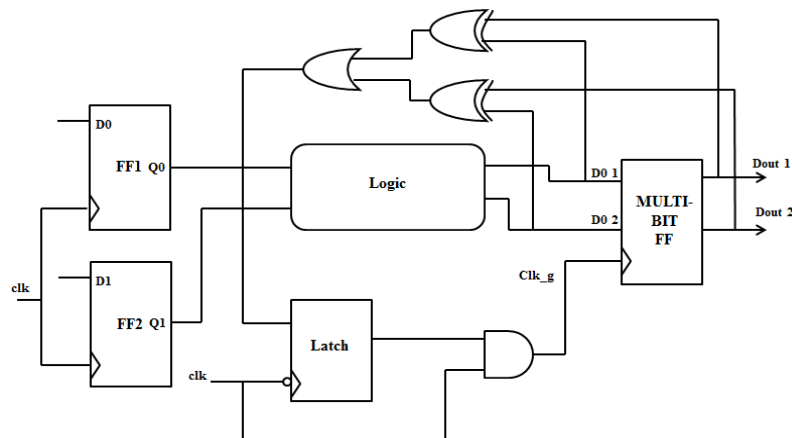 D0
FF1 Q0
clk
D1
FF2 Q1
Logic
clk
Latch
Clk_g
D0 1
D0 2
MULTI-
BIT
FF
Dout 1
Dout 2